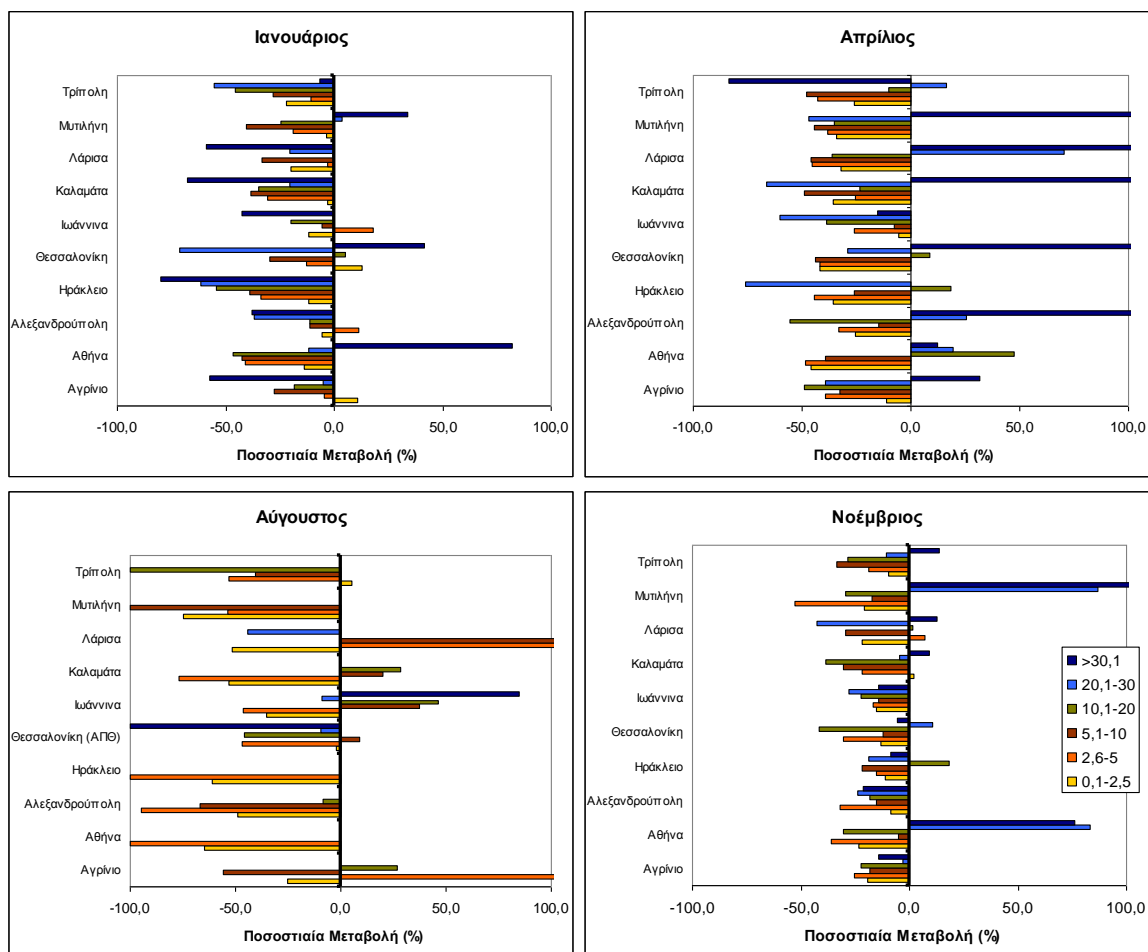 Ιανουάριος
Τρίπολη
Μυτιλήνη
Λάρισα
Καλαμάτα
Ιωάννινα
Θεσσαλονίκη
Ηράκλειο
Αλεξανδρούπολη
Αθήνα
Αγρίνιο
-100,0 -50,0 0,0 50,0 100,0
Ποσοστιαία Μεταβολή (%)
Απρίλιος
Τρίπολη
Μυτιλήνη
Λάρισα
Καλαμάτα
Ιωάννινα
Θεσσαλονίκη
Ηράκλειο
Αλεξανδρούπολη
Αθήνα
Αγρίνιο
-100,0 -50,0 0,0 50,0 100,0
Ποσοστιαία Μεταβολή (%)
Αύγουστος
Τρίπολη
Μυτιλήνη
Λάρισα
Καλαμάτα
Ιωάννινα
Θεσσαλονίκη (ΑΠΘ)
Ηράκλειο
Αλεξανδρούπολη
Αθήνα
Αγρίνιο
-100,0 -50,0 0,0 50,0 100,0
Ποσοστιαία Μεταβολή (%)
Νοέμβριος
Τρίπολη
Μυτιλήνη
Λάρισα
Καλαμάτα
Ιωάννινα
Θεσσαλονίκη
Ηράκλειο
Αλεξανδρούπολη
Αθήνα
Αγρίνιο
-100,0 -50,0 0,0 50,0 100,0
Ποσοστιαία Μεταβολή (%)
>30,1
20,1-30
10,1-20
5,1-10
2,6-5
0,1-2,5